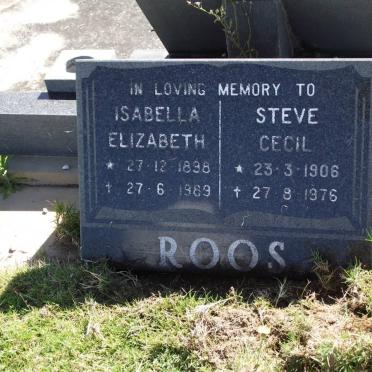 IN LOVING MEMORY TO
ISABELLA
ELIZABETH
* 27·12·1898
† 27·6·1989
STEVE
CECIL
* 23·3·1906
† 27·8·1976
ROOS